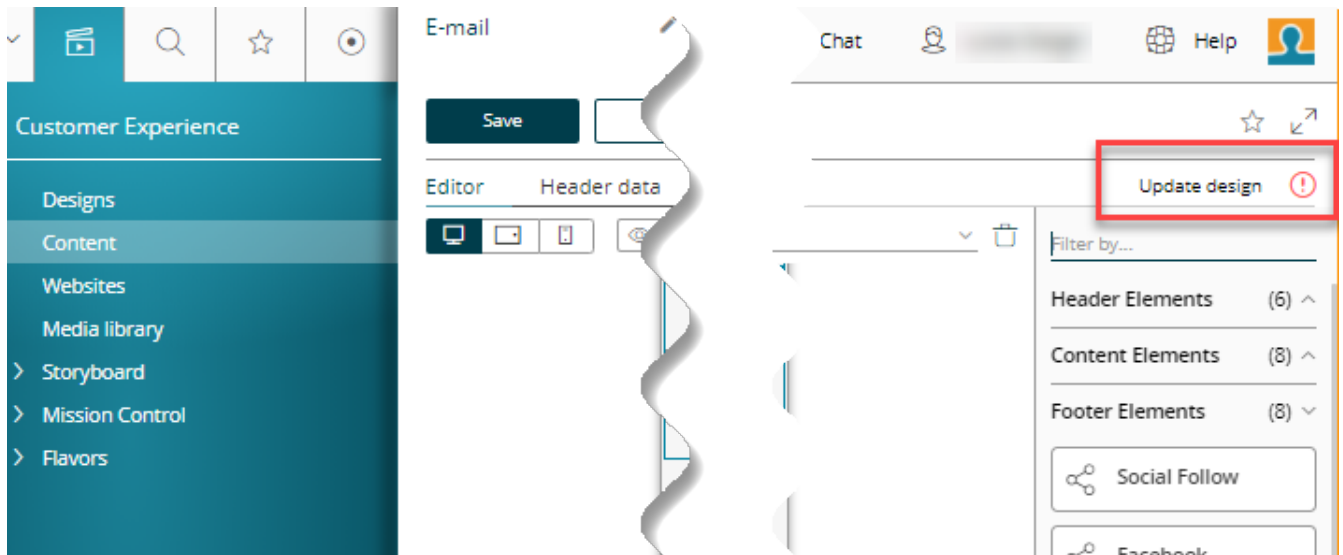 Customer Experience
Designs
Content
Websites
Media library
Storyboard
Mission Control
Flavors
E-mail
Save
Editor
Header data
Chat
Help
Update design
Filter by...
Header Elements (6)
Content Elements (8)
Footer Elements (8)
Social Follow
Facebook